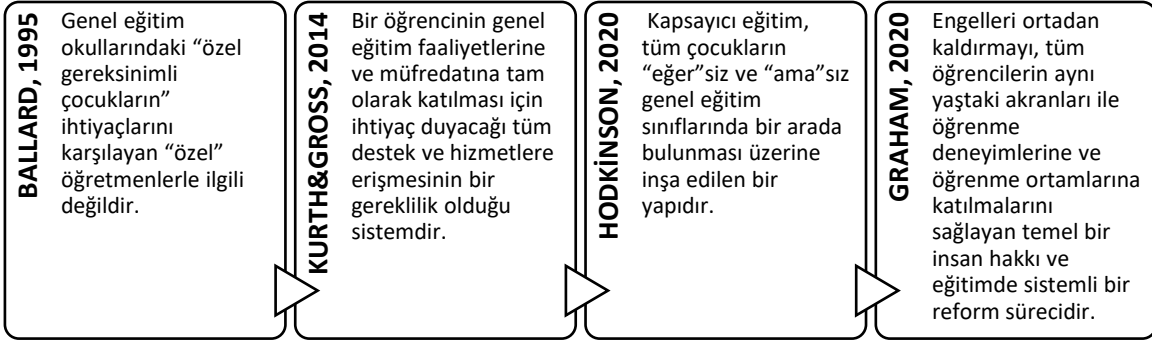 BALLARD, 1995
Genel eğitim
okullarındaki “özel
gereksinimli
çocukların”
ihtiyaçlarını
karşılayan “özel”
öğretmenlerle ilgili
değildir.
KURTH&GROSS, 2014
Bir öğrencinin genel
eğitim faaliyetlerine
ve müfredatına tam
olarak katılması için
ihtiyaç duyacağı tüm
destek ve hizmetlere
erişmesinin bir
gereklilik olduğu
sistemdir.
HODKİNSON, 2020
Kapsayıcı eğitim,
tüm çocukların
“eğer”siz ve “ama”sız
genel eğitim
sınıflarında bir arada
bulunması üzerine
inşa edilen bir
yapıdır.
GRAHAM, 2020
Engelleri ortadan
kaldırmayı, tüm
öğrencilerin aynı
yaştaki akranları ile
öğrenme
deneyimlerine ve
öğrenme ortamlarına
katılmalarını
sağlayan temel bir
insan hakkı ve
eğitimde sistemli bir
reform sürecidir.